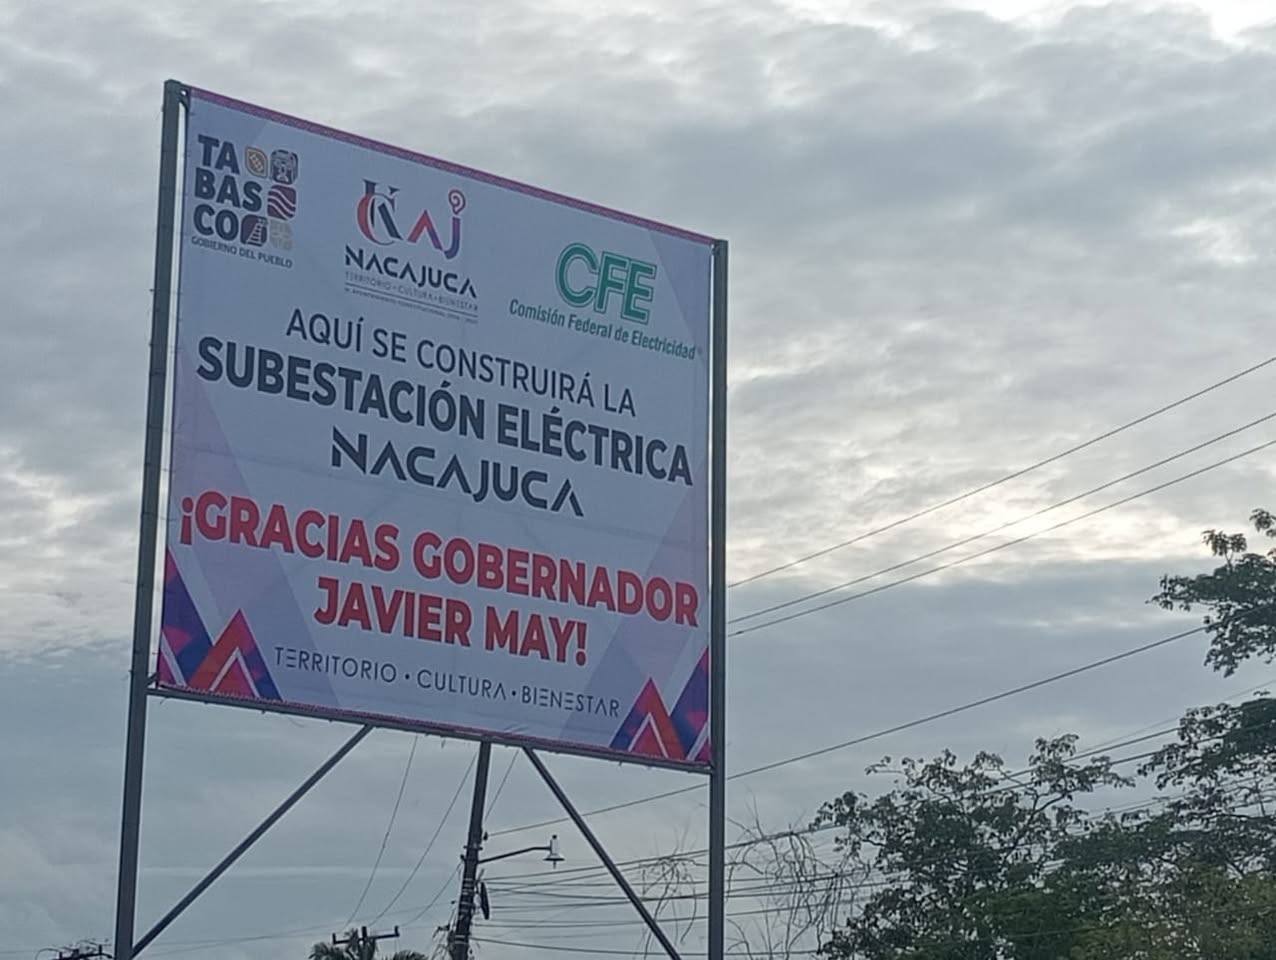 TA
BAS
CO
GOBIERNO DEL PUEBLO
NACAJUCA
TERRITORIO • CULTURA • BIENESTAR
CFE
Comisión Federal de Electricidad
AQUÍ SE CONSTRUIRÁ LA
SUBESTACIÓN ELÉCTRICA
NACAJUCA
¡GRACIAS GOBERNADOR
JAVIER MAY!
TERRITORIO • CULTURA • BIENESTAR